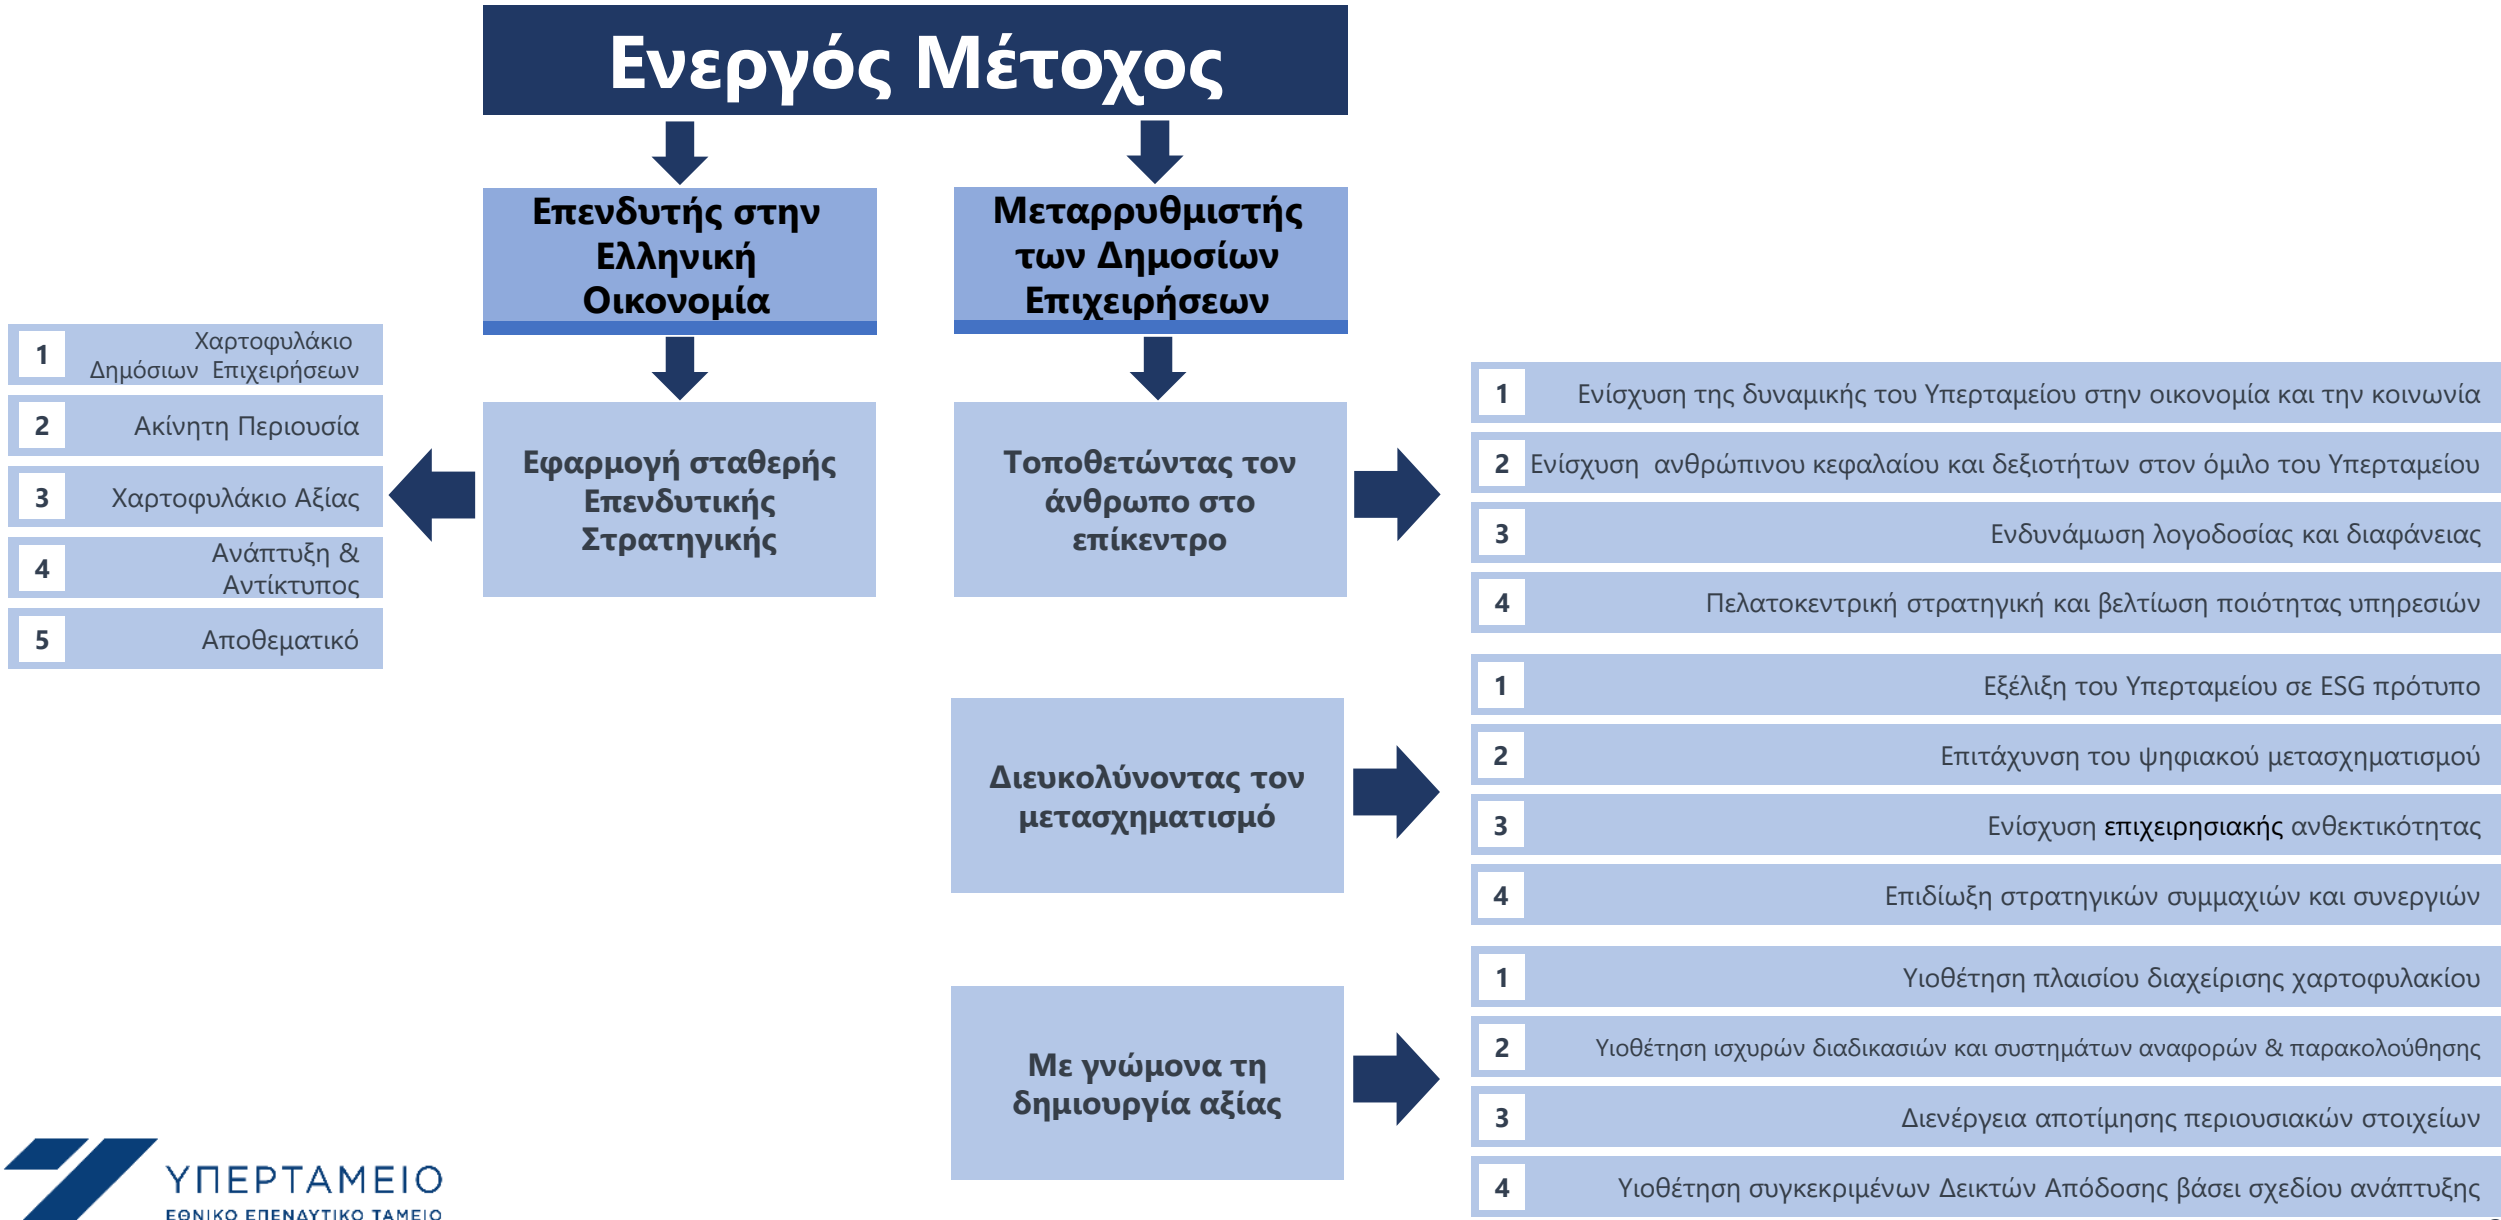 Ενεργός Μέτοχος
Επενδυτής στην
Ελληνική
Οικονομία
Μεταρρυθμιστής
των Δημοσίων
Επιχειρήσεων
Εφαρμογή σταθερής
Επενδυτικής
Στρατηγικής
1
Χαρτοφυλάκιο
Δημόσιων Επιχειρήσεων
2 Ακίνητη Περιουσία
3 Χαρτοφυλάκιο Αξίας
4
Ανάπτυξη &
Αντίκτυπος
5 Αποθεματικό
Τοποθετώντας τον
άνθρωπο στο
επίκεντρο
1 Ενίσχυση της δυναμικής του Υπερταμείου στην οικονομία και την κοινωνία
2 Ενίσχυση ανθρώπινου κεφαλαίου και δεξιοτήτων στον όμιλο του Υπερταμείου
3 Ενδυνάμωση λογοδοσίας και διαφάνειας
4 Πελατοκεντρική στρατηγική και βελτίωση ποιότητας υπηρεσιών
Διευκολύνοντας τον
μετασχηματισμό
1 Εξέλιξη του Υπερταμείου σε ESG πρότυπο
2 Επιτάχυνση του ψηφιακού μετασχηματισμού
3 Ενίσχυση επιχειρησιακής ανθεκτικότητας
4 Επιδίωξη στρατηγικών συμμαχιών και συνεργιών
Με γνώμονα τη
δημιουργία αξίας
1 Υιοθέτηση πλαισίου διαχείρισης χαρτοφυλακίου
2 Υιοθέτηση ισχυρών διαδικασιών και συστημάτων αναφορών & παρακολούθησης
3 Διενέργεια αποτίμησης περιουσιακών στοιχείων
4 Υιοθέτηση συγκεκριμένων Δεικτών Απόδοσης βάσει σχεδίου ανάπτυξης
ΥΠΕΡΤΑΜΕΙΟ
ΕΘΝΙΚΟ ΕΠΕΝΔΥΤΙΚΟ ΤΑΜΕΙΟ